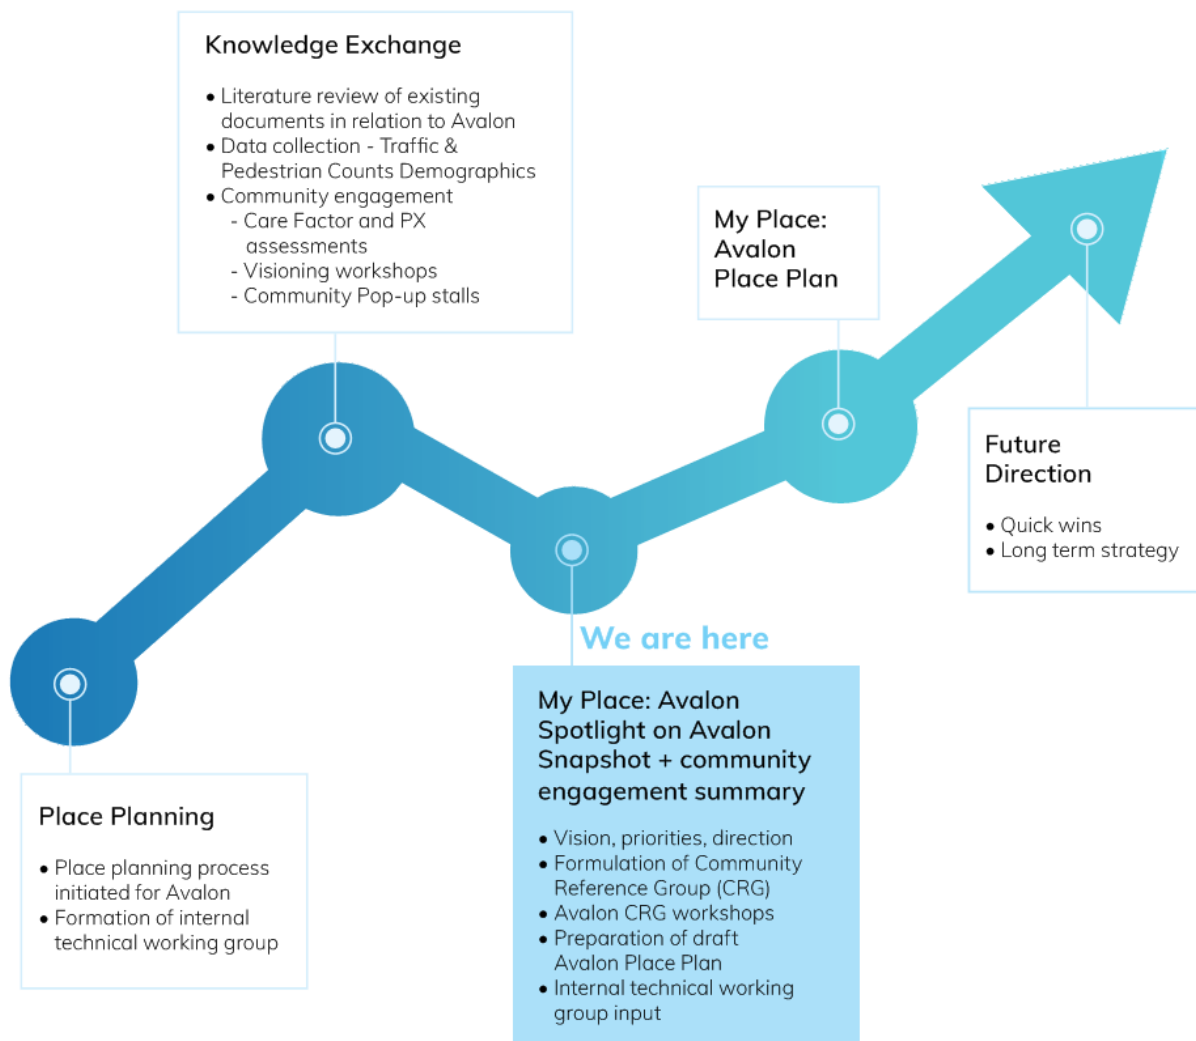 Knowledge Exchange
• Literature review of existing
documents in relation to Avalon
• Data collection - Traffic &
Pedestrian Counts Demographics
• Community engagement
- Care Factor and PX
assessments
- Visioning workshops
- Community Pop-up stalls
My Place:
Avalon
Place Plan
Future
Direction
• Quick wins
• Long term strategy
We are here
My Place: Avalon
Spotlight on Avalon
Snapshot + community
engagement summary
• Vision, priorities, direction
• Formulation of Community
Reference Group (CRG)
• Avalon CRG workshops
• Preparation of draft
Avalon Place Plan
• Internal technical working
group input
Place Planning
• Place planning process
initiated for Avalon
• Formation of internal
technical working group